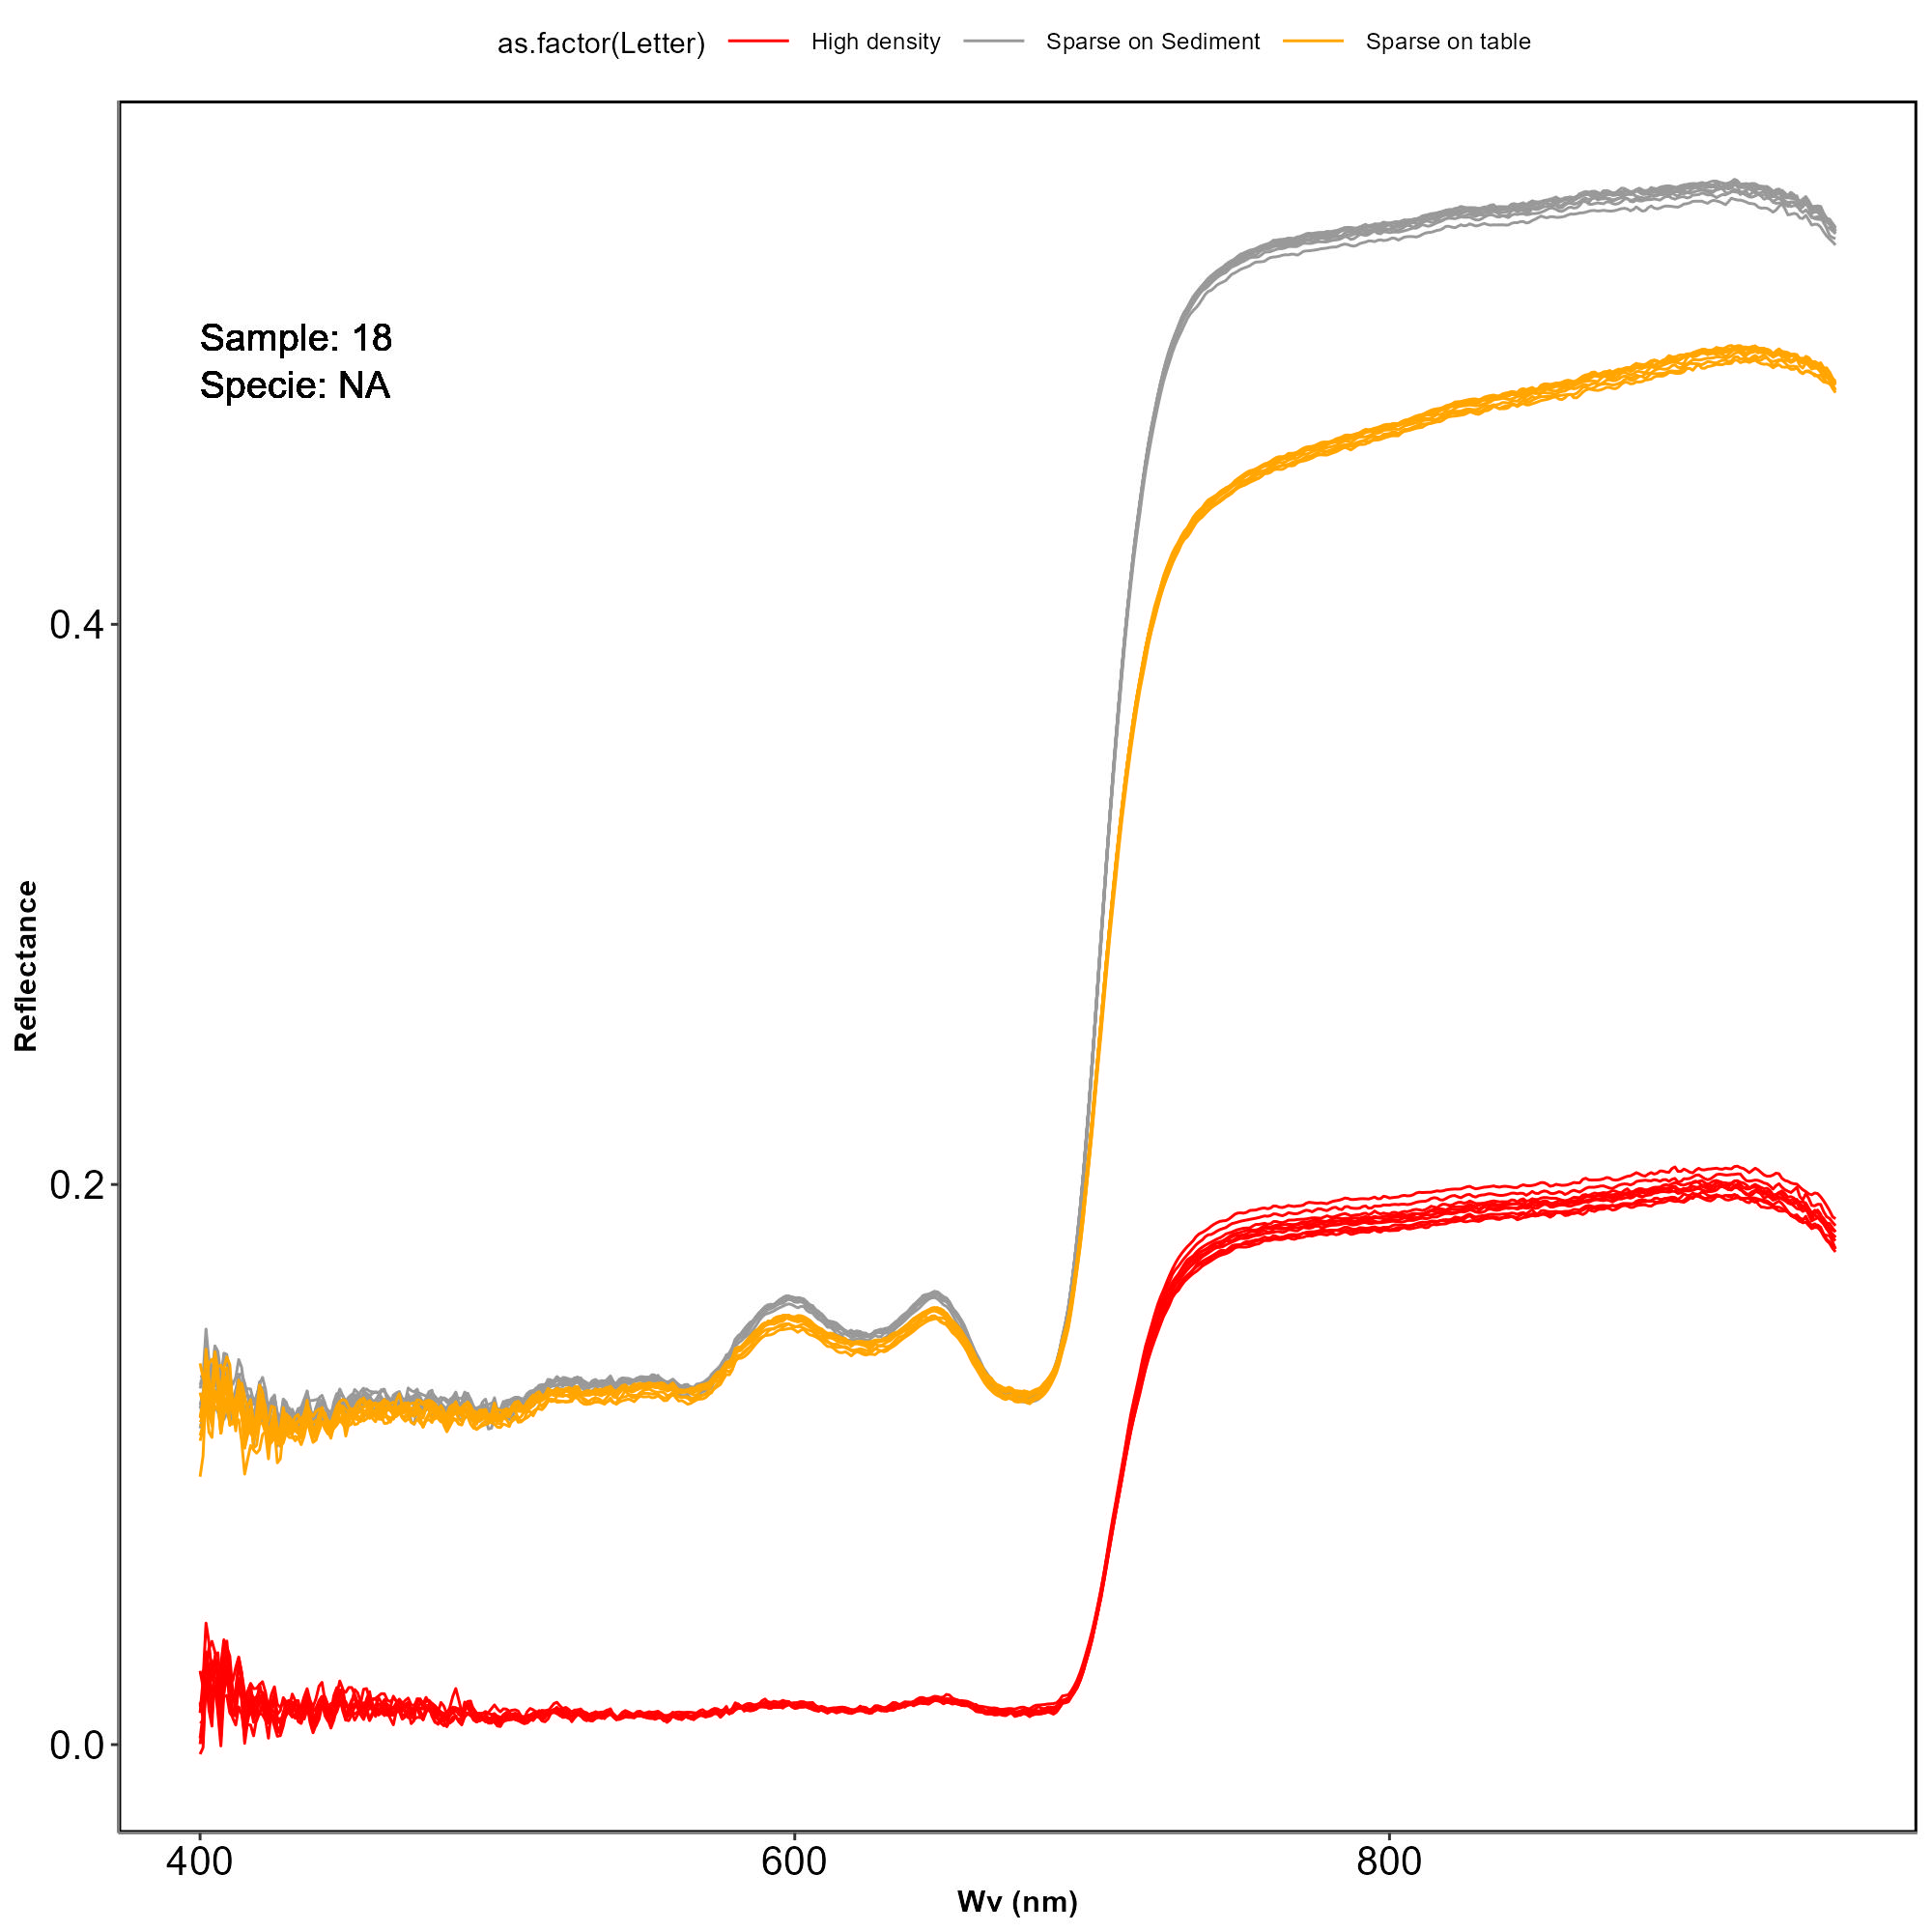 as.factor(Letter) High density Sparse on Sediment Sparse on table
Sample: 18
Specie: NA
0.4
0.2
0.0
Reflectance
400 600 800
Wv (nm)